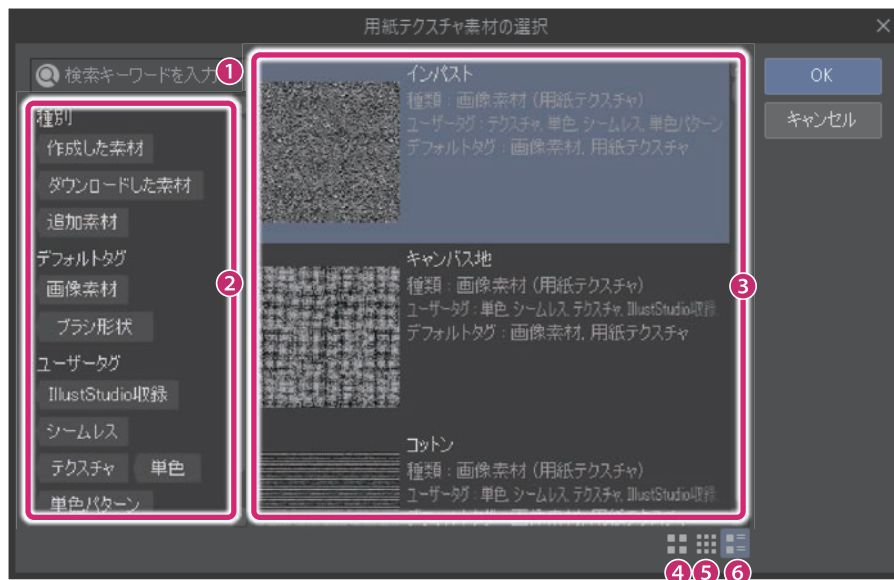 用紙テクスチャ素材の選択
検索キーワードを入力
1
OK
キャンセル
種別
作成した素材
ダウンロードした素材
追加素材
デフォルトタグ
画像素材
ブラシ形状
ユーザータグ
IllustStudio収録
シームレス
テクスチャ 単色
単色パターン
2
インパスト
種類:画像素材 (用紙テクスチャ)
ユーザータグ:テクスチャ, 単色, シームレス, 単色パターン
デフォルトタグ:画像素材, 用紙テクスチャ
キャンバス地
種類:画像素材 (用紙テクスチャ)
ユーザータグ:単色, シームレス, テクスチャ, IllustStudio収録
デフォルトタグ:画像素材, 用紙テクスチャ
コットン
種類:画像素材 (用紙テクスチャ)
ユーザータグ:単色, シームレス, テクスチャ, IllustStudio収録
3
4 5 6